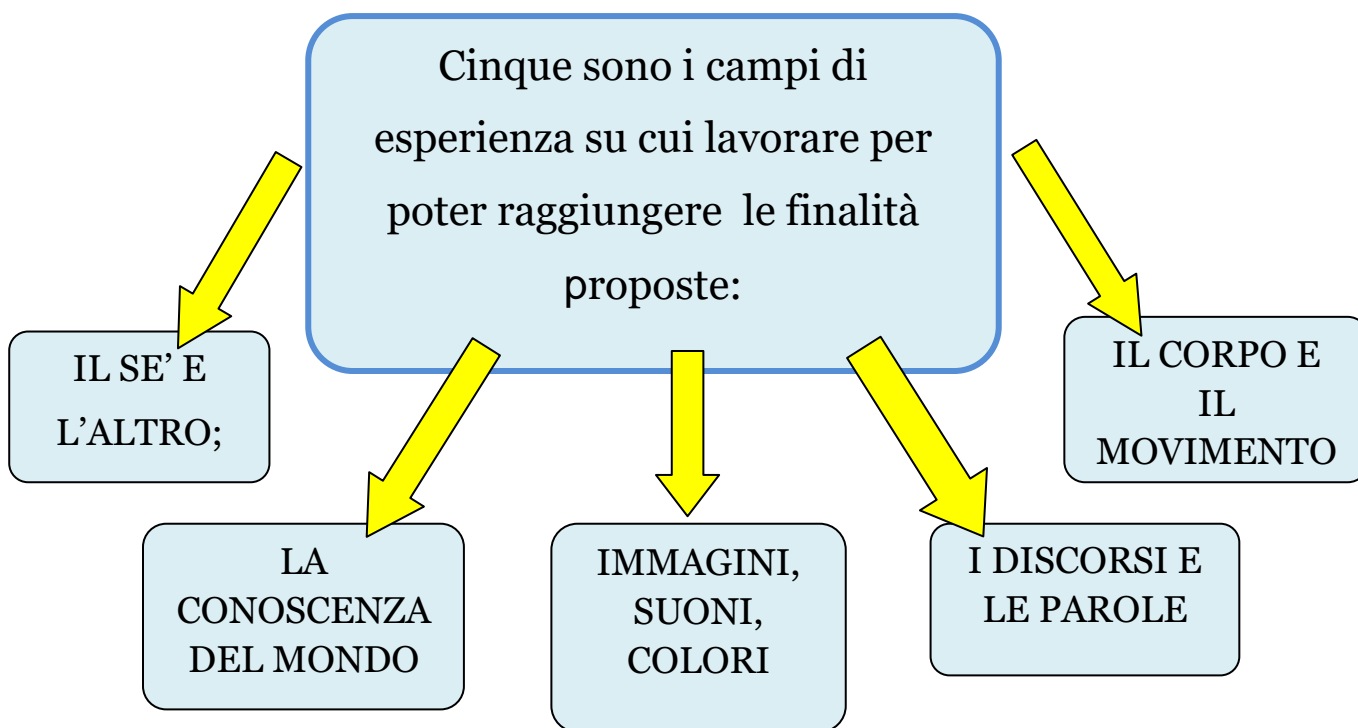 Cinque sono i campi di
esperienza su cui lavorare per
poter raggiungere  le finalità
proposte:
IL SE’ E
L’ALTRO;
LA
CONOSCENZA
DEL MONDO
IMMAGINI,
SUONI,
COLORI
I DISCORSI E
LE PAROLE
IL CORPO E
IL
MOVIMENTO